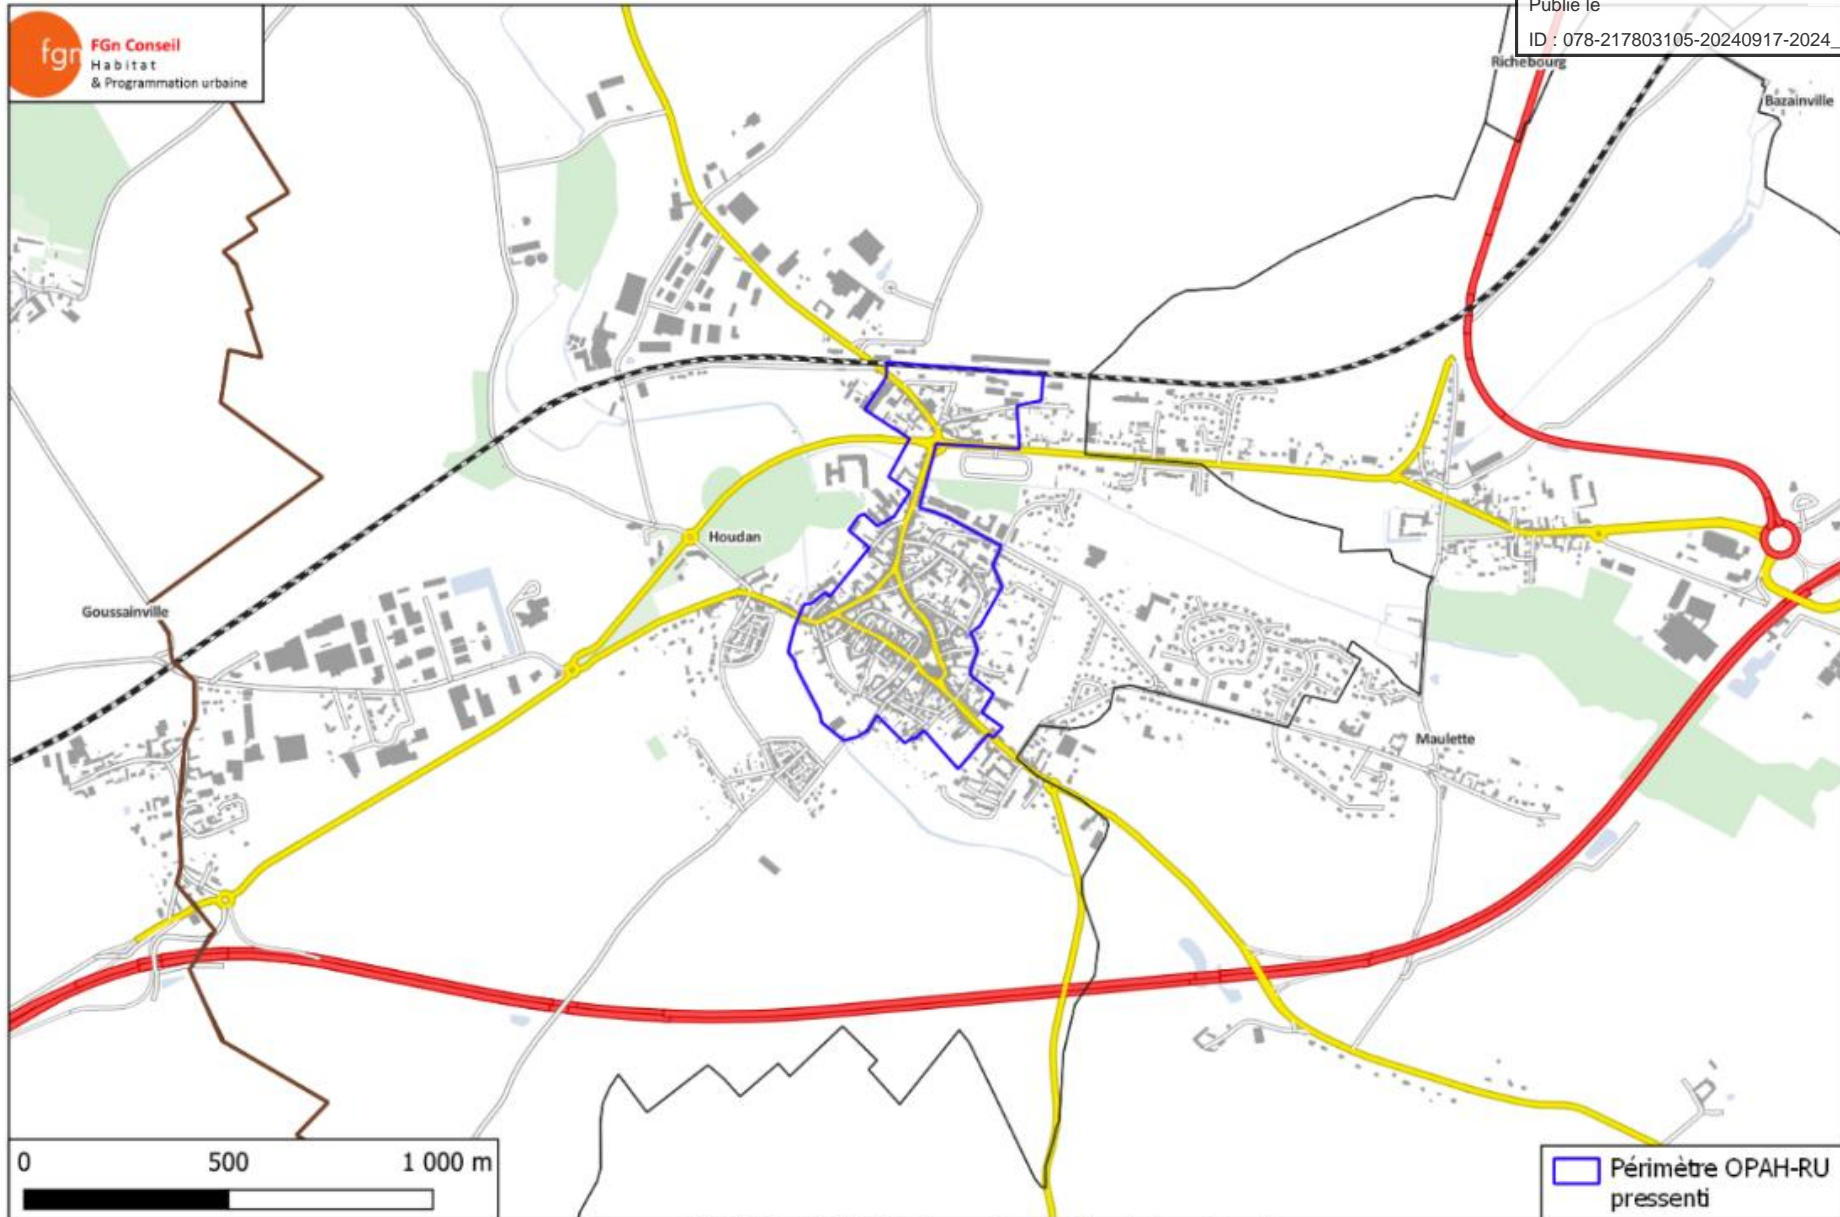 fgn
FGn Conseil
Habitat
& Programmation urbaine
Publié le
ID : 078-217803105-20240917-2024_
Richebourg
Bazainville
Houdan
Goussainville
Maulette
0 500 1 000 m
Périmètre OPAH-RU
pressenti